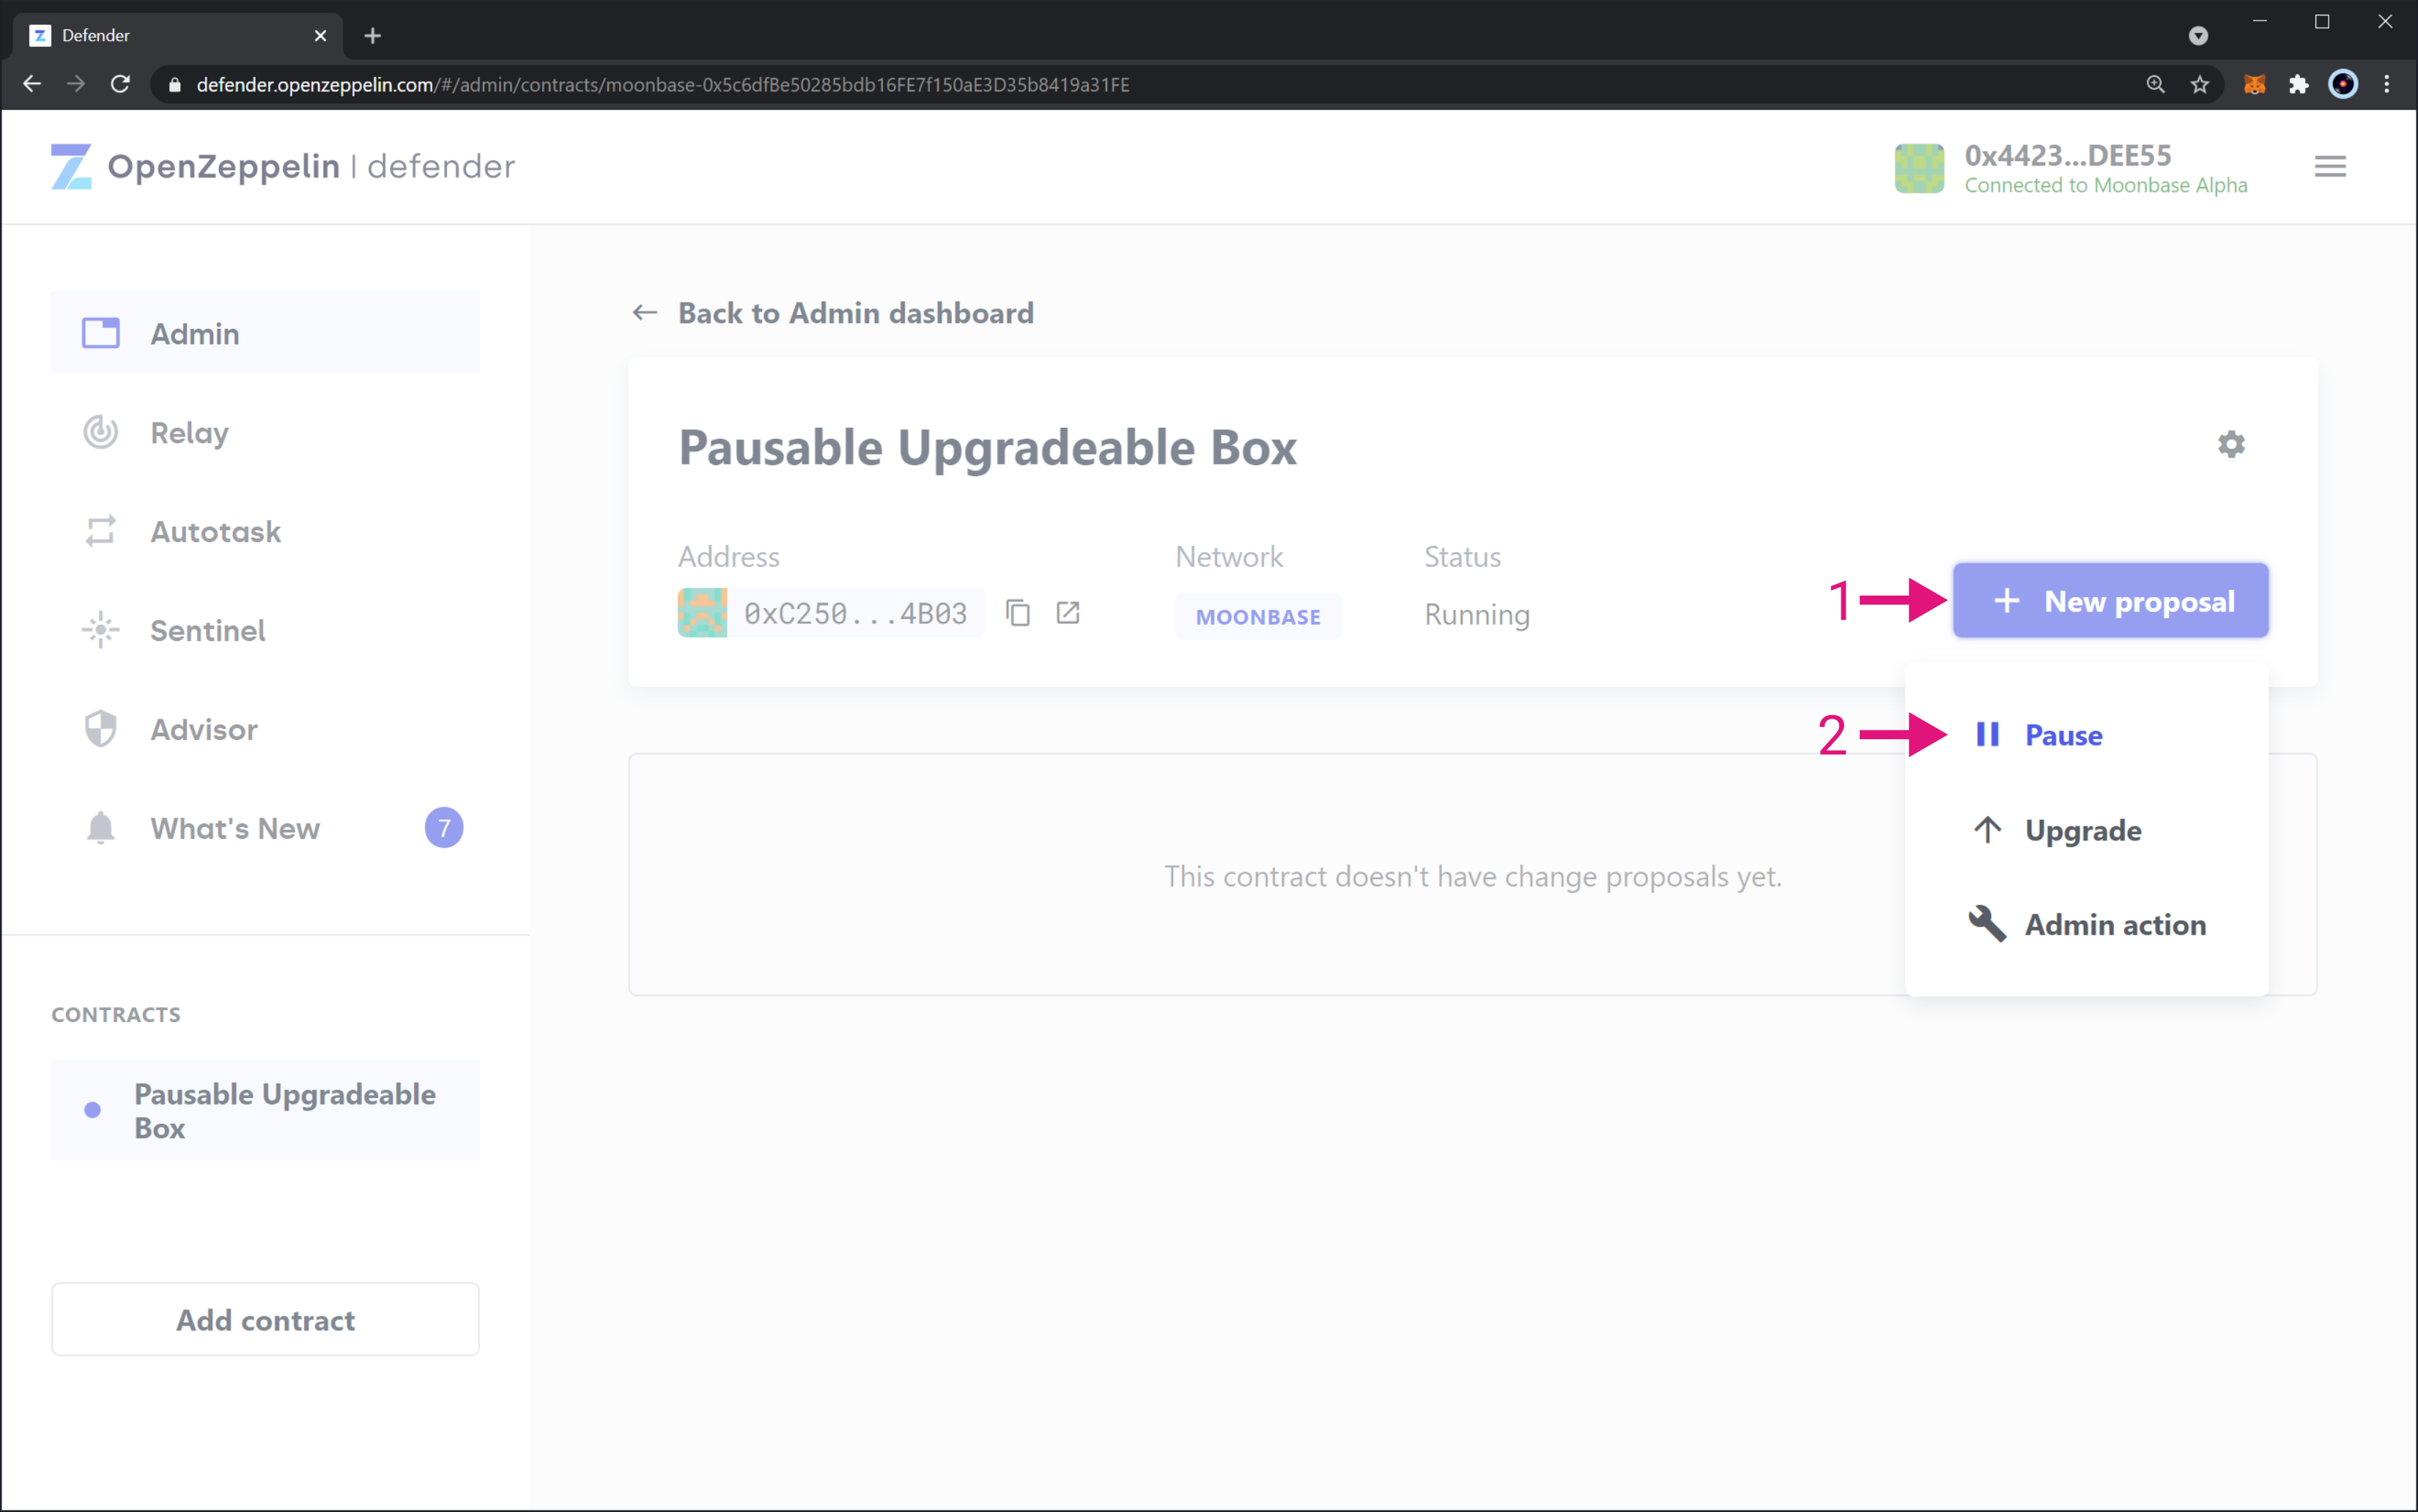 Defender
defender.openzeppelin.com/#/admin/contracts/moonbase-0x5c6dfBe50285bdb16FE7f150aE3D35b8419a31FE
OpenZeppelin | defender
0x4423...DEE55
Connected to Moonbase Alpha
Admin
Relay
Autotask
Sentinel
Advisor
What's New 7
CONTRACTS
Pausable Upgradeable
Box
Add contract
Back to Admin dashboard
Pausable Upgradeable Box
Address Network Status
0xC250...4B03 MOONBASE Running
1 New proposal
2 Pause
Upgrade
Admin action
This contract doesn't have change proposals yet.